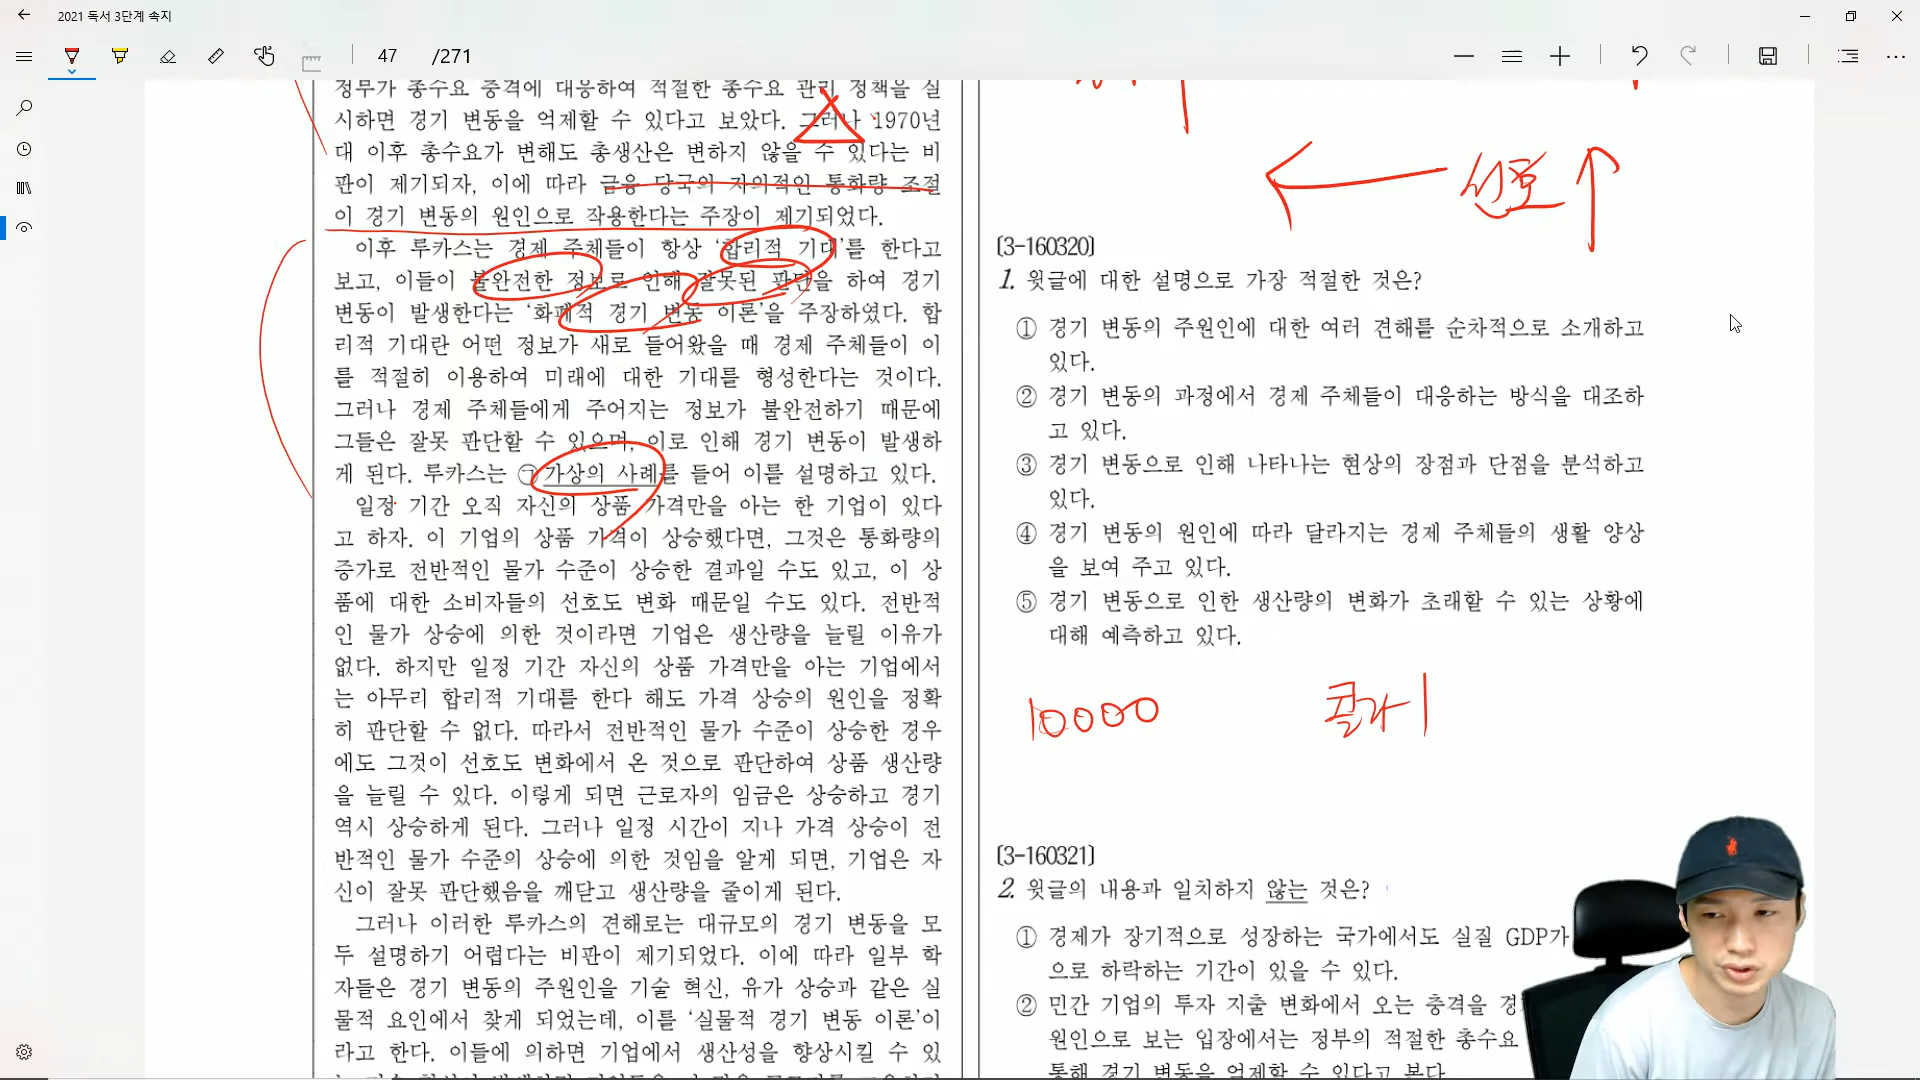 2021 독서 3단계 속지
47 /271
정부가 총수요 충격에 대응하여 적절한 총수요 관리 정책을 실
시하면 경기 변동을 억제할 수 있다고 보았다. 그러나 1970년
대 이후 총수요가 변해도 총생산은 변하지 않을 수 있다는 비
판이 제기되자, 이에 따라 금융 당국의 자의적인 통화량 조절
이 경기 변동의 원인으로 작용한다는 주장이 제기되었다.
이후 루카스는 경제 주체들이 항상 '합리적 기대'를 한다고
보고, 이들이 불완전한 정보로 인해 잘못된 판단을 하여 경기
변동이 발생한다는 '화폐적 경기 변동 이론'을 주장하였다. 합
리적 기대란 어떤 정보가 새로 들어왔을 때 경제 주체들이 이
를 적절히 이용하여 미래에 대한 기대를 형성한다는 것이다.
그러나 경제 주체들에게 주어지는 정보가 불완전하기 때문에
그들은 잘못 판단할 수 있으며, 이로 인해 경기 변동이 발생하
게 된다. 루카스는 ㉠ 가상의 사례를 들어 이를 설명하고 있다.
일정 기간 오직 자신의 상품 가격만을 아는 한 기업이 있다
고 하자. 이 기업의 상품 가격이 상승했다면, 그것은 통화량의
증가로 전반적인 물가 수준이 상승한 결과일 수도 있고, 이 상
품에 대한 소비자들의 선호도 변화 때문일 수도 있다. 전반적
인 물가 상승에 의한 것이라면 기업은 생산량을 늘릴 이유가
없다. 하지만 일정 기간 자신의 상품 가격만을 아는 기업에서
는 아무리 합리적 기대를 한다 해도 가격 상승의 원인을 정확
히 판단할 수 없다. 따라서 전반적인 물가 수준이 상승한 경우
에도 그것이 선호도 변화에서 온 것으로 판단하여 상품 생산량
을 늘릴 수 있다. 이렇게 되면 근로자의 임금은 상승하고 경기
역시 상승하게 된다. 그러나 일정 시간이 지나 가격 상승이 전
반적인 물가 수준의 상승에 의한 것임을 알게 되면, 기업은 자
신이 잘못 판단했음을 깨닫고 생산량을 줄이게 된다.
그러나 이러한 루카스의 견해로는 대규모의 경기 변동을 모
두 설명하기 어렵다는 비판이 제기되었다. 이에 따라 일부 학
자들은 경기 변동의 주원인을 기술 혁신, 유가 상승과 같은 실
물적 요인에서 찾게 되었는데, 이를 '실물적 경기 변동 이론'이
라고 한다. 이들에 의하면 기업에서 생산성을 향상시킬 수 있
선호
[3-160320]
1. 윗글에 대한 설명으로 가장 적절한 것은?
① 경기 변동의 주원인에 대한 여러 견해를 순차적으로 소개하고
있다.
② 경기 변동의 과정에서 경제 주체들이 대응하는 방식을 대조하
고 있다.
③ 경기 변동으로 인해 나타나는 현상의 장점과 단점을 분석하고
있다.
④ 경기 변동의 원인에 따라 달라지는 경제 주체들의 생활 양상
을 보여 주고 있다.
⑤ 경기 변동으로 인한 생산량의 변화가 초래할 수 있는 상황에
대해 예측하고 있다.
10000 콜라 1
[3-160321]
2. 윗글의 내용과 일치하지 않는 것은?
① 경제가 장기적으로 성장하는 국가에서도 실질 GDP가
으로 하락하는 기간이 있을 수 있다.
② 민간 기업의 투자 지출 변화에서 오는 충격을
원인으로 보는 입장에서는 정부의 적절한 총수요
통해 경기 변동을 억제할 수 있다고 본다.